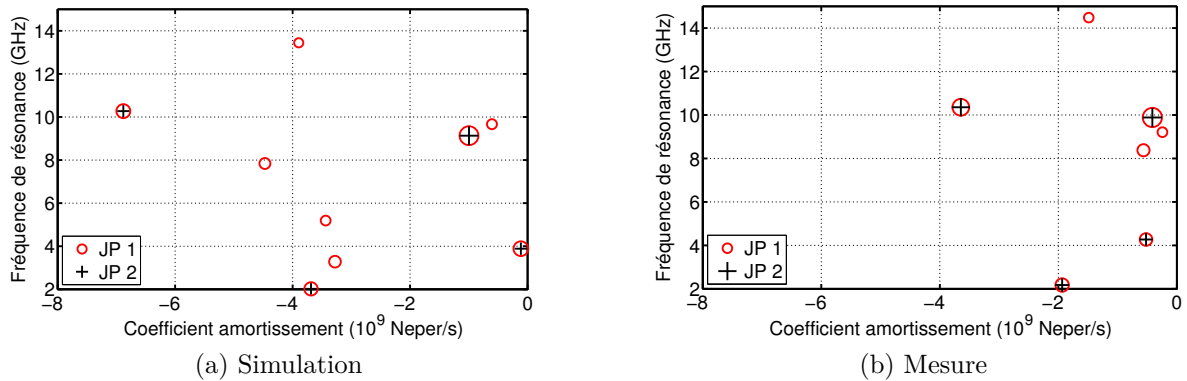 14
12
10
8
6
4
2
−8
−6
−4
−2
0
Fréquence de résonance (GHz)
Coefficient amortissement (10⁹ Neper/s)
JP 1
JP 2
(a) Simulation
14
12
10
8
6
4
2
−8
−6
−4
−2
0
Fréquence de résonance (GHz)
Coefficient amortissement (10⁹ Neper/s)
JP 1
JP 2
(b) Mesure